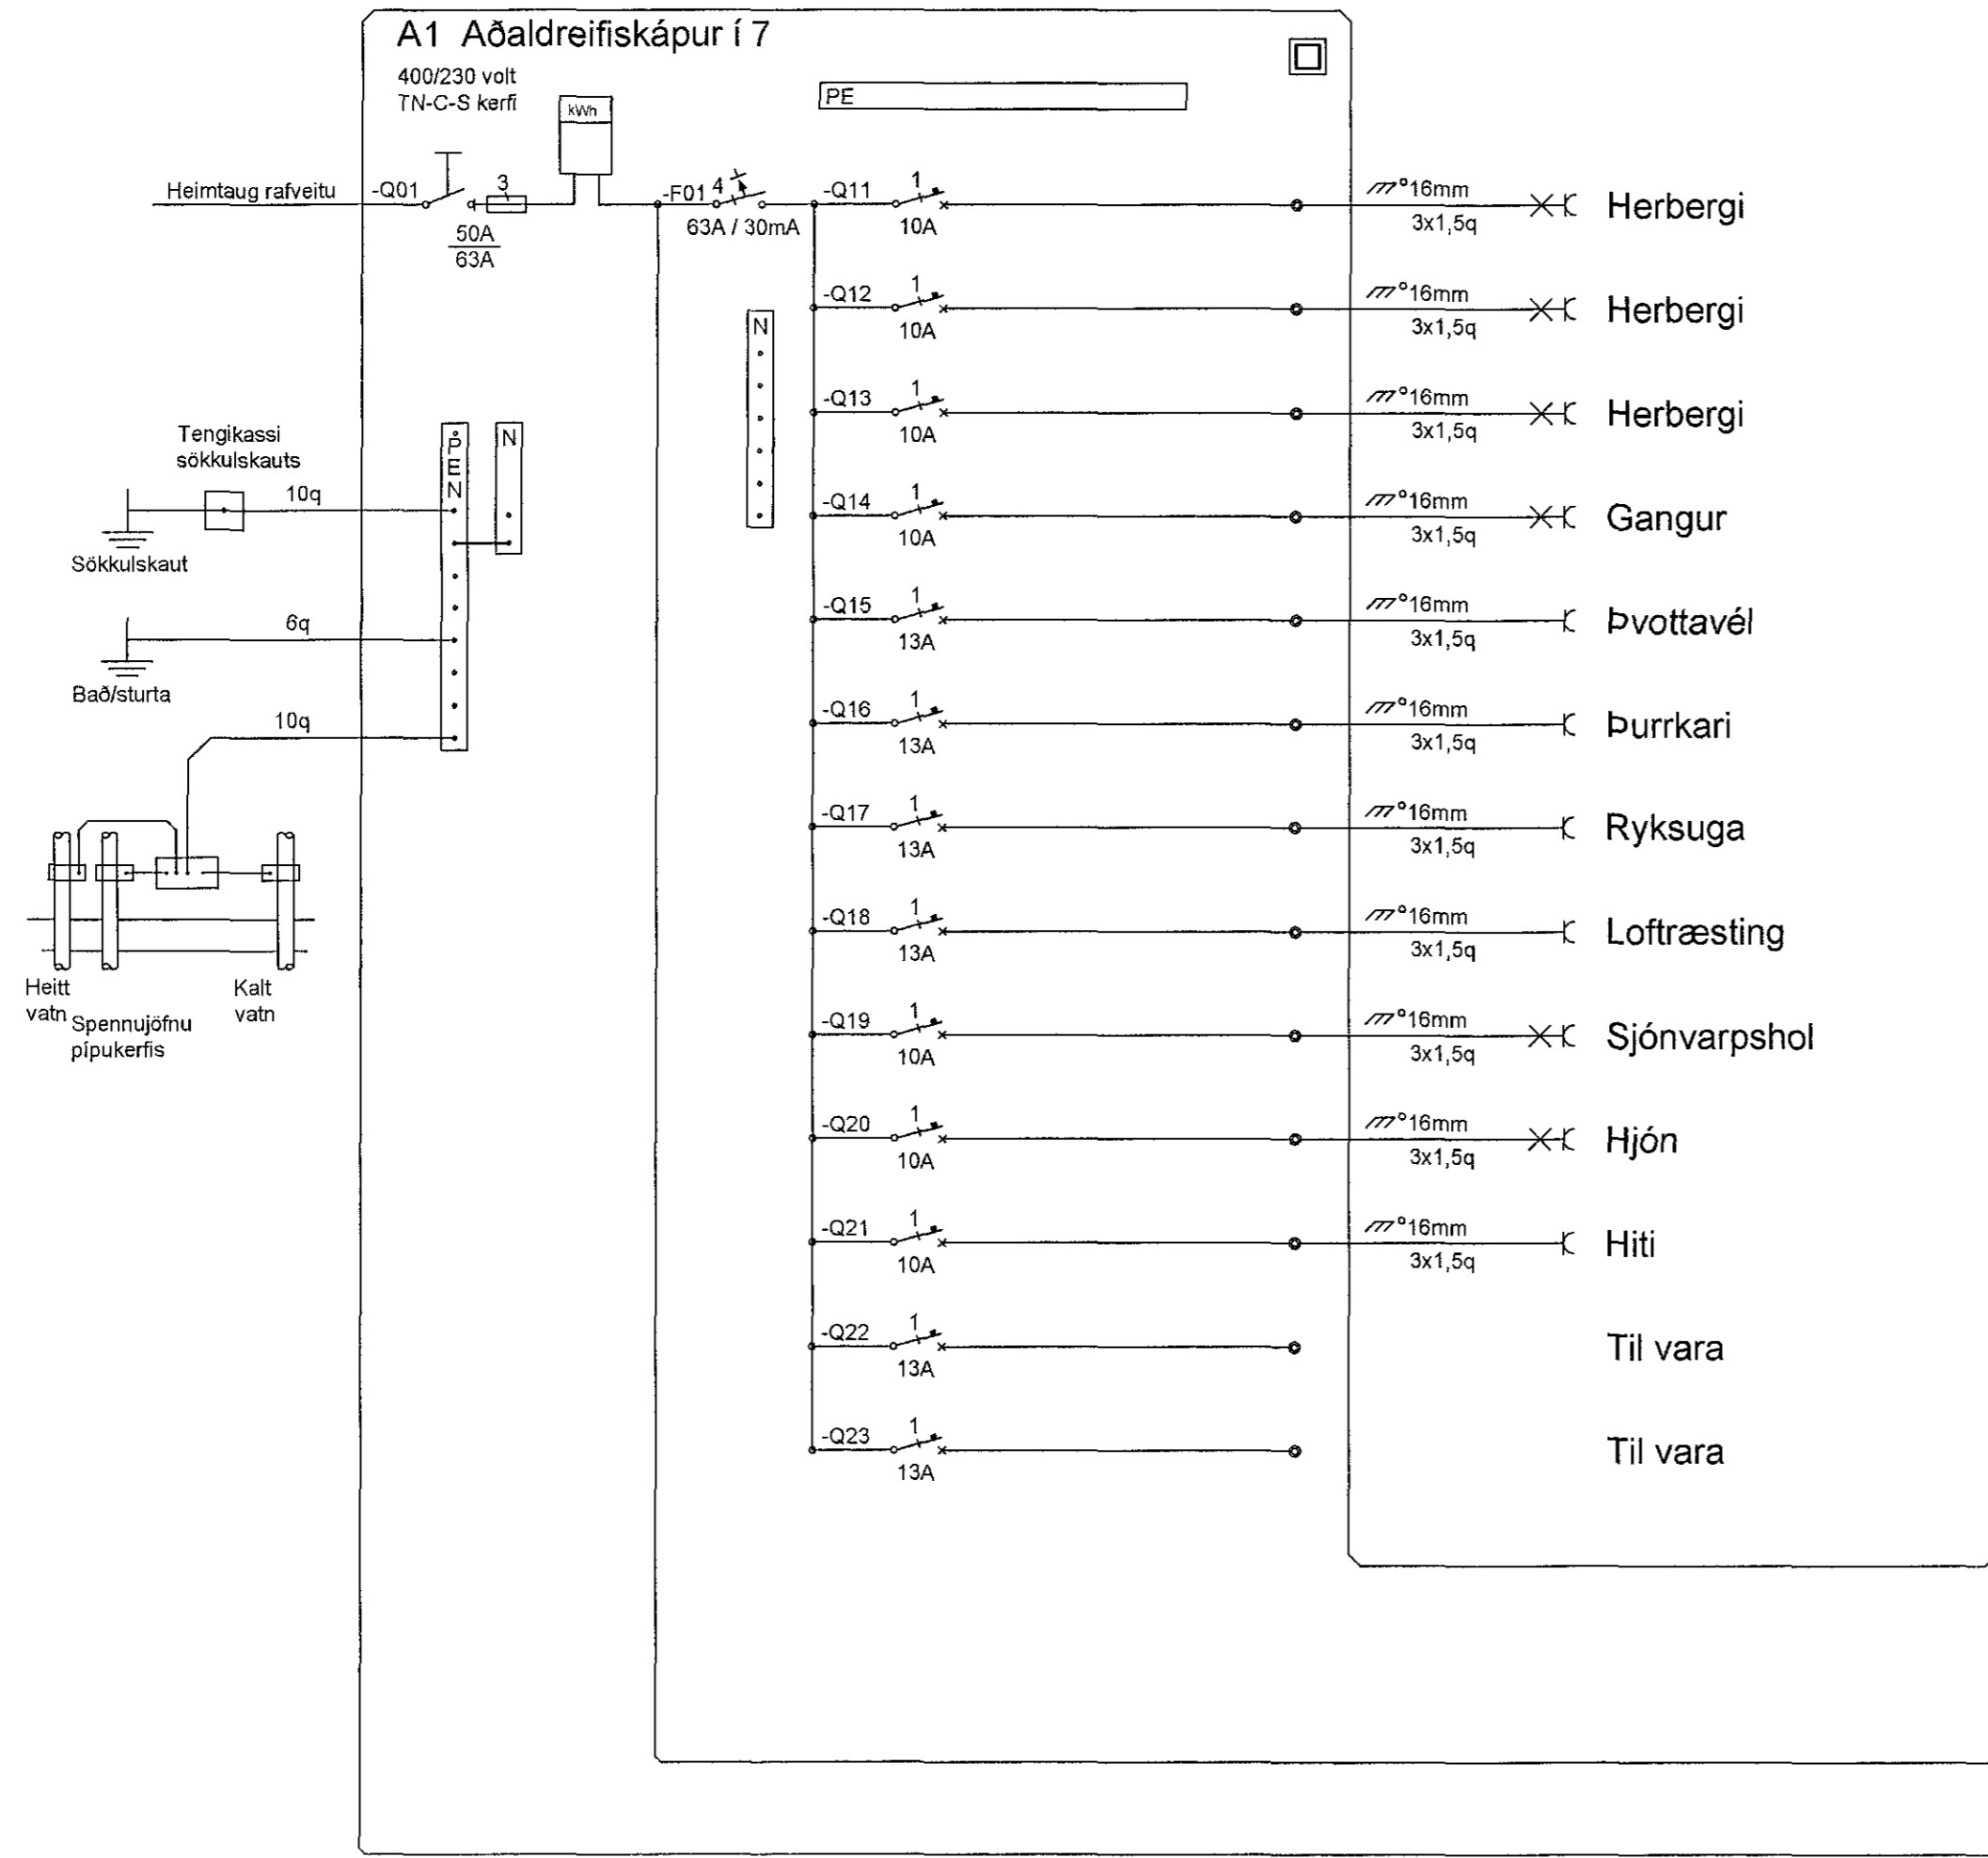 A1 Aðaldreifiskápur í 7
400/230 volt
TN-C-S kerfi
kWh
PE
Heimtaug rafveitu
-Q01
3
50A
63A
-F01
4
63A / 30mA
-Q11
1
10A
16mm
3x1,5q
Herbergi
-Q12
1
10A
16mm
3x1,5q
Herbergi
N
-Q13
1
10A
16mm
3x1,5q
Herbergi
Tengikassi
sökkulskauts
10q
PEN
N
Sökkulskaut
-Q14
1
10A
16mm
3x1,5q
Gangur
6q
Bað/sturta
-Q15
1
13A
16mm
3x1,5q
Þvottavél
10q
-Q16
1
13A
16mm
3x1,5q
Þurrkari
-Q17
1
13A
16mm
3x1,5q
Ryksuga
-Q18
1
13A
16mm
3x1,5q
Loftræsting
Heitt
vatn
Spennujöfnu
pípukerfis
Kalt
vatn
-Q19
1
10A
16mm
3x1,5q
Sjónvarpshol
-Q20
1
10A
16mm
3x1,5q
Hjón
-Q21
1
10A
16mm
3x1,5q
Hiti
-Q22
1
13A
Til vara
-Q23
1
13A
Til vara